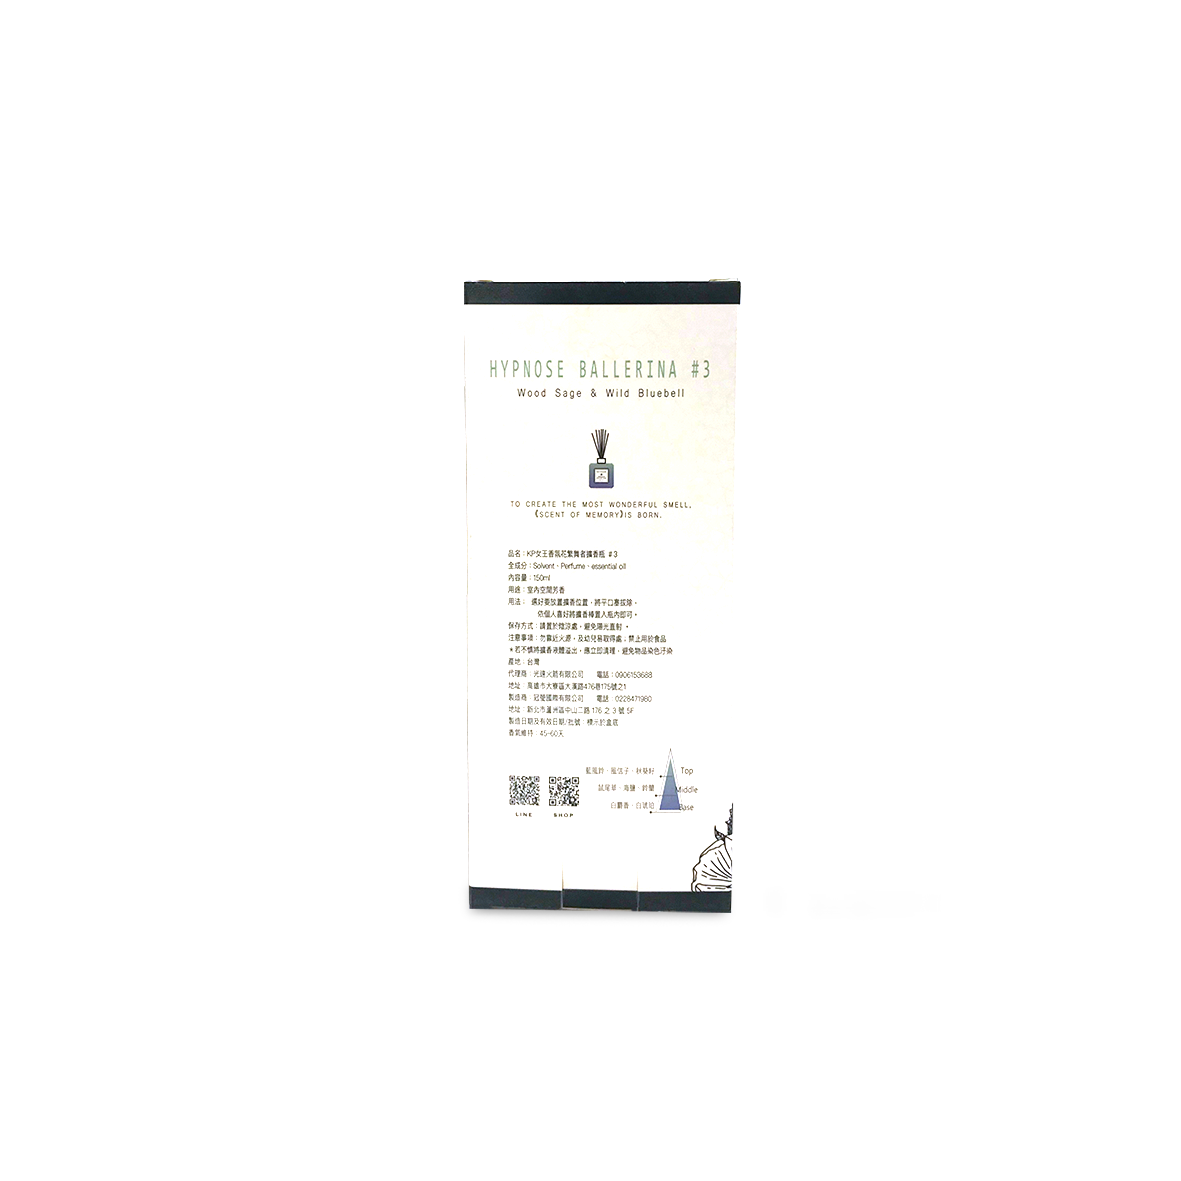 HYPNOSE BALLERINA #3
Wood Sage & Wild Bluebell
TO CREATE THE MOST WONDERFUL SMELL,
《SCENT OF MEMORY》IS BORN.
品名：KP女王香氛花繁舞者擴香瓶 #3
全成分：Solvent、Perfume、essential oil
內容量：150ml
用途：室內空間芳香
用法： 選好要放置擴香位置，將平口塞拔除，
依個人喜好將擴香棒置入瓶內即可。
保存方式：請置於陰涼處，避免陽光直射。
注意事項：勿靠近火源，及幼兒易取得處；禁止用於食品
＊若不慎將擴香液體溢出，應立即清理，避免物品染色汙染
產地：台灣
代理商：光速火箭有限公司 電話：0906153688
地址：高雄市大寮區大漢路476巷175號之1
製造商：冠瑩國際有限公司 電話：0228471980
地址：新北市蘆洲區中山二路 176 之 3 號 5F
製造日期及有效日期/批號：標示於盒底
香氣維持：45-60天
藍風鈴、風信子、秋葵籽 Top
鼠尾草、海鹽、鈴蘭 Middle
白麝香、白琥珀 Base
LINE SHOP